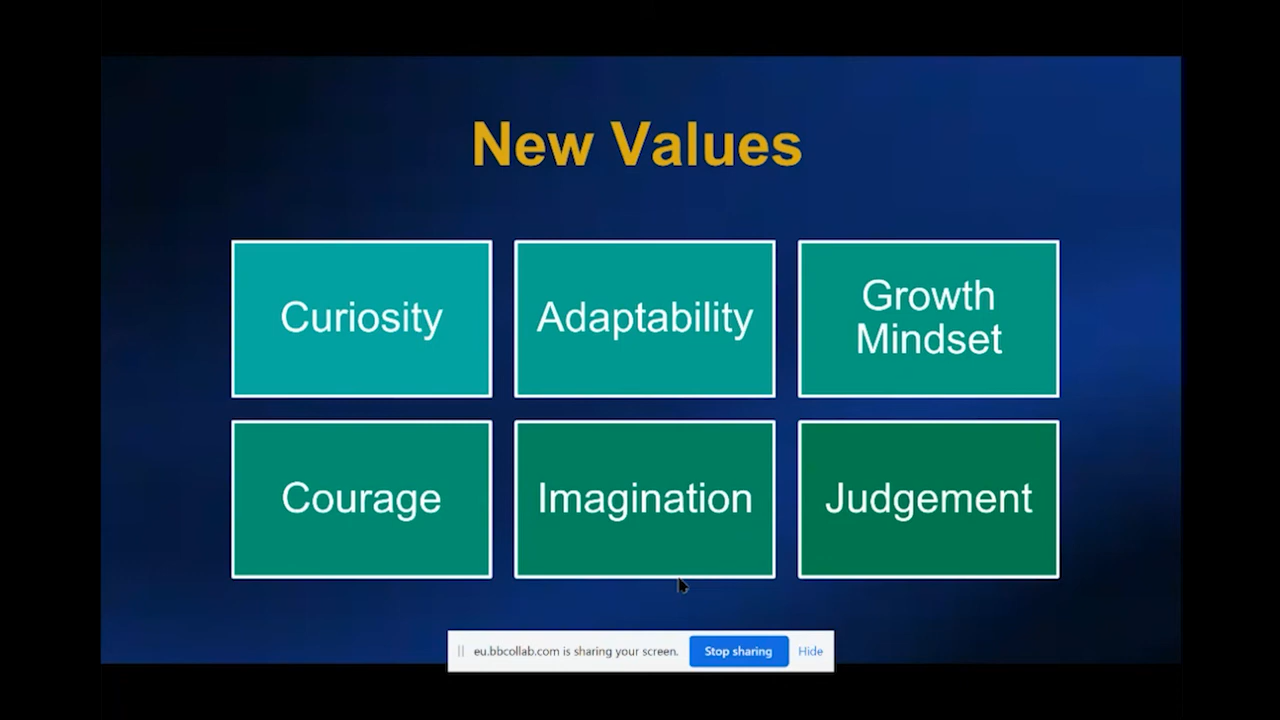 New Values
Curiosity
Adaptability
Growth
Mindset
Courage
Imagination
Judgement
eu.bbcollab.com is sharing your screen.
Stop sharing
Hide